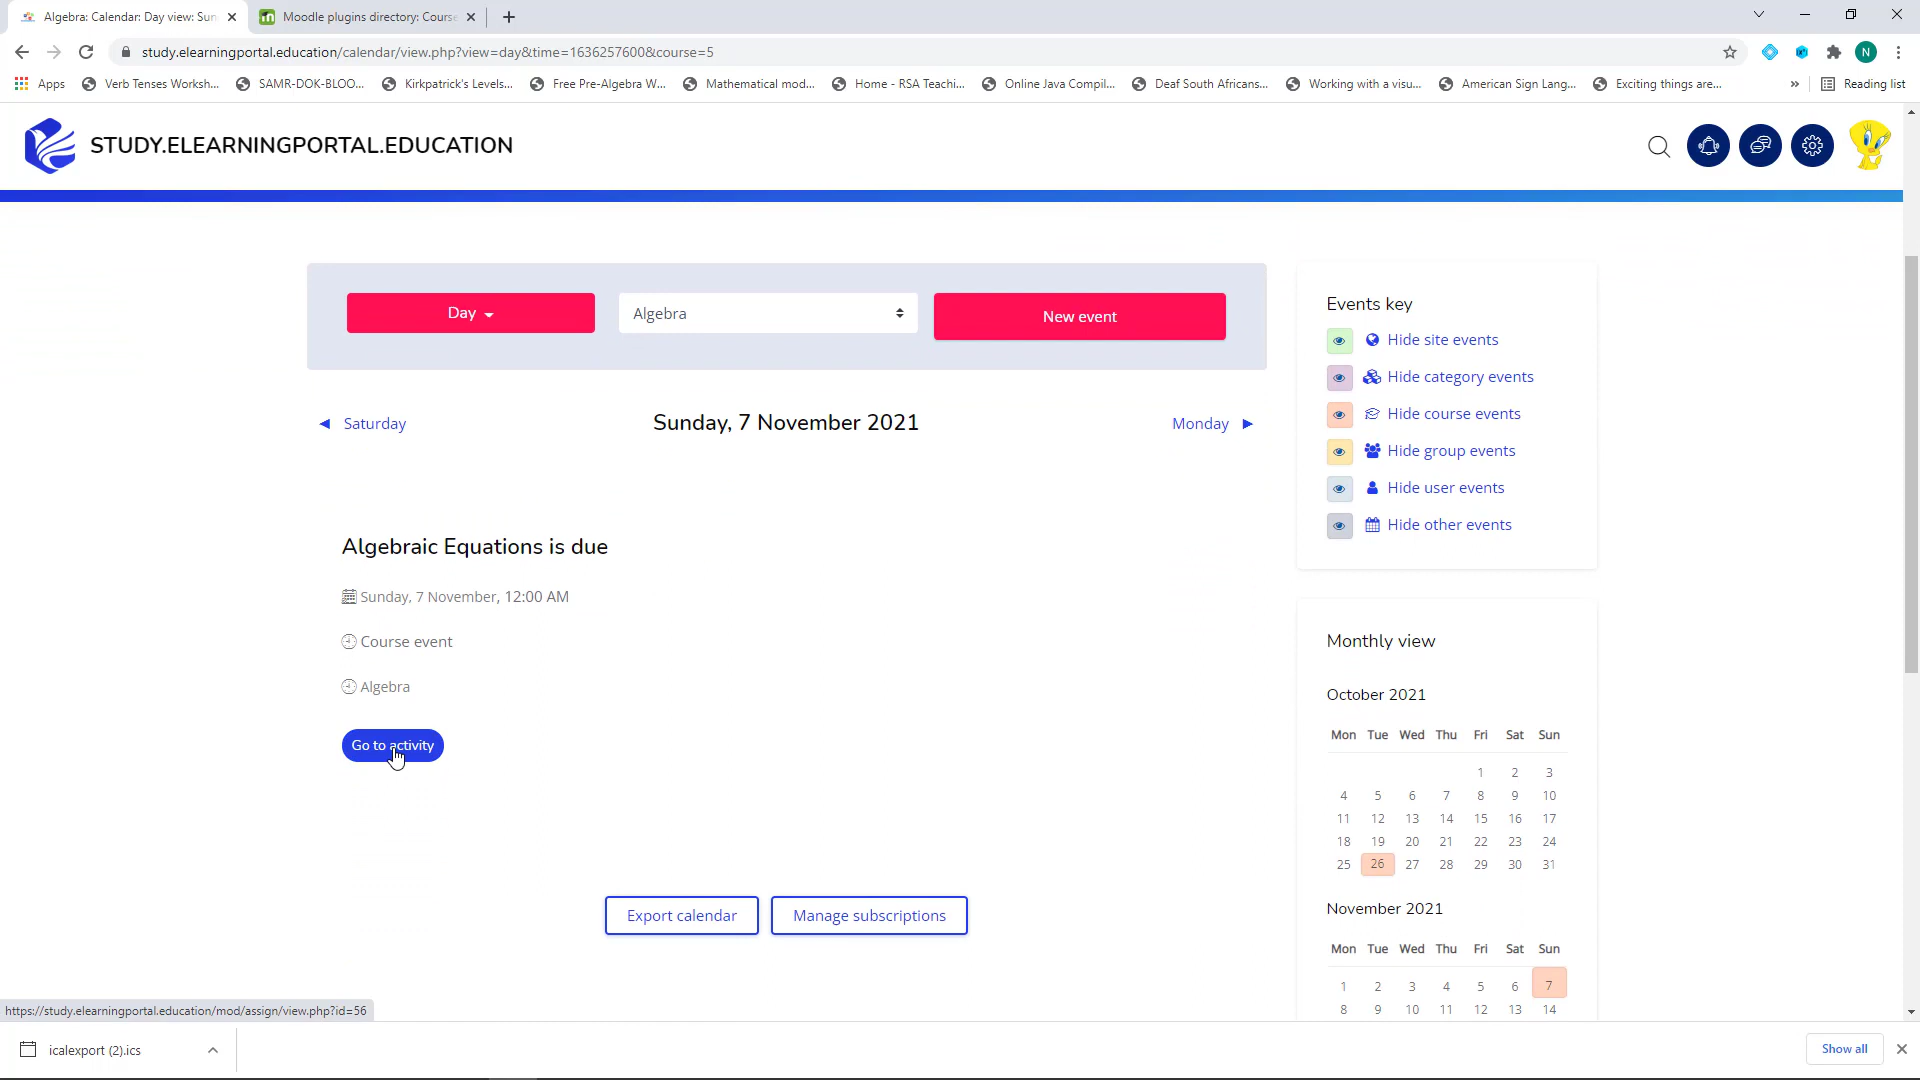 Algebra: Calendar: Day view: Sun
Moodle plugins directory: Course
study.elearningportal.education/calendar/view.php?view=day&time=1636257600&course=5
N
Apps
Verb Tenses Worksh...
SAMR-DOK-BLOO...
Kirkpatrick's Levels...
Free Pre-Algebra W...
Mathematical mod...
Home - RSA Teachi...
Online Java Compil...
Deaf South Africans...
Working with a visu...
American Sign Lang...
Exciting things are...
»
Reading list
STUDY.ELEARNINGPORTAL.EDUCATION
Day
Algebra
New event
Saturday
Sunday, 7 November 2021
Monday
Algebraic Equations is due
Sunday, 7 November, 12:00 AM
Course event
Algebra
Go to activity
Export calendar
Manage subscriptions
Events key
Hide site events
Hide category events
Hide course events
Hide group events
Hide user events
Hide other events
Monthly view
October 2021
Mon Tue Wed Thu Fri Sat Sun
1 2 3
4 5 6 7 8 9 10
11 12 13 14 15 16 17
18 19 20 21 22 23 24
25 26 27 28 29 30 31
November 2021
Mon Tue Wed Thu Fri Sat Sun
1 2 3 4 5 6 7
8 9 10 11 12 13 14
https://study.elearningportal.education/mod/assign/view.php?id=56
icalexport (2).ics
Show all